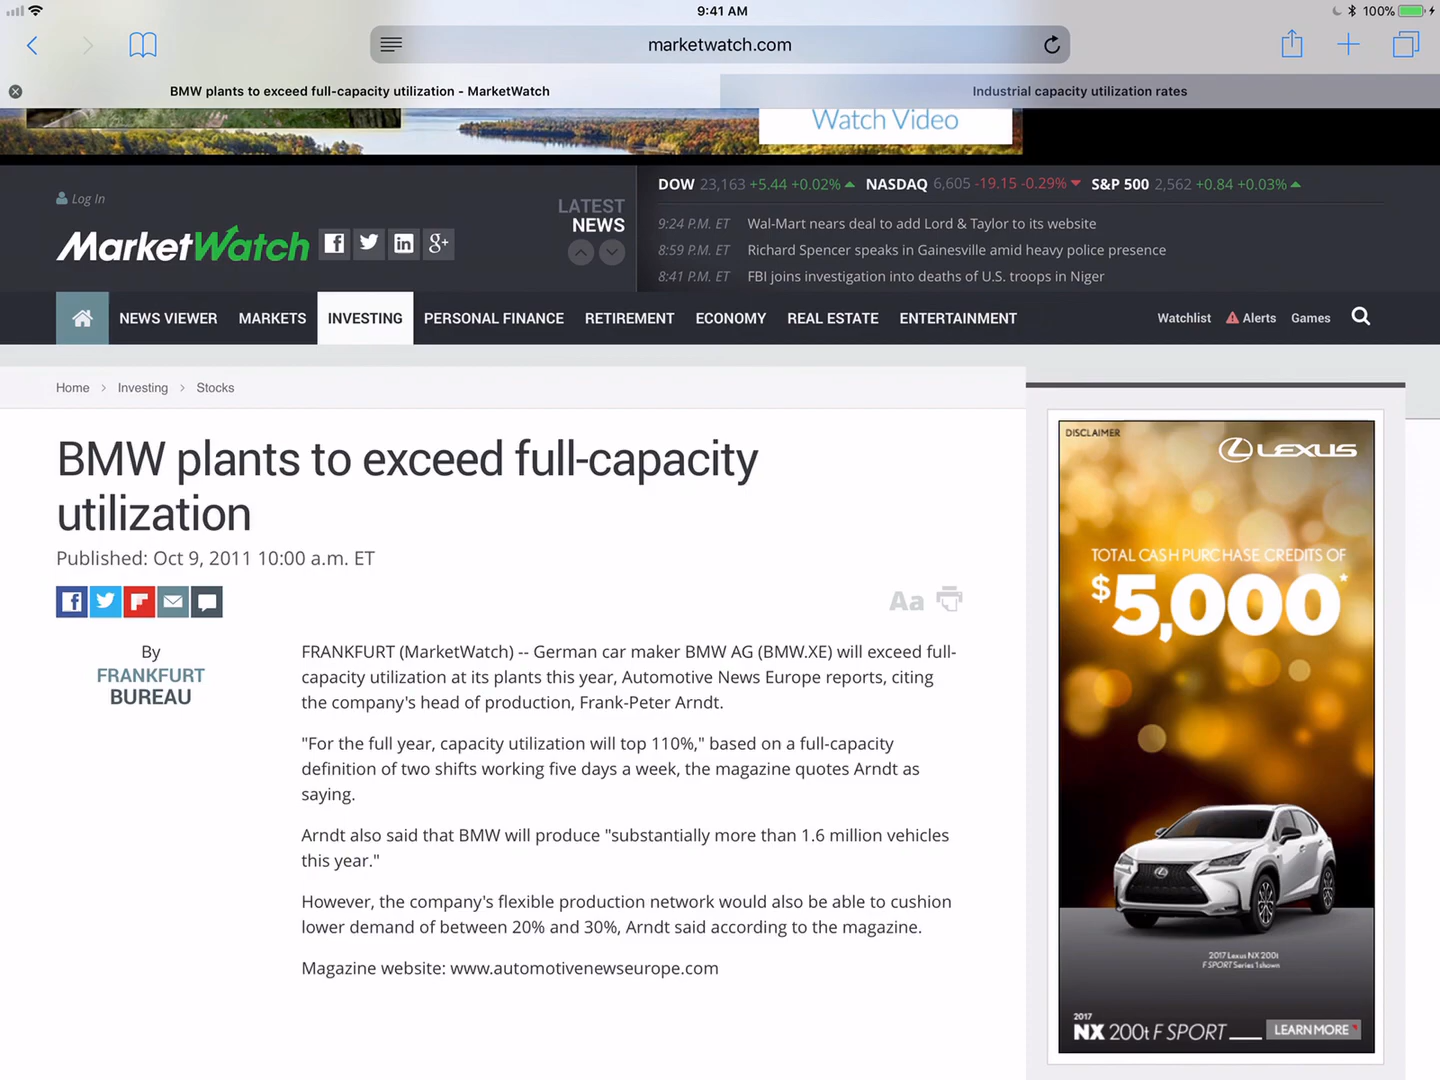 9:41 AM
100%
marketwatch.com
BMW plants to exceed full-capacity utilization - MarketWatch
Industrial capacity utilization rates
Watch Video
Log In
MarketWatch
LATEST
NEWS
DOW 23,163 +5.44 +0.02% NASDAQ 6,605 -19.15 -0.29% S&P 500 2,562 +0.84 +0.03%
9:24 P.M. ET Wal-Mart nears deal to add Lord & Taylor to its website
8:59 P.M. ET Richard Spencer speaks in Gainesville amid heavy police presence
8:41 P.M. ET FBI joins investigation into deaths of U.S. troops in Niger
NEWS VIEWER MARKETS INVESTING PERSONAL FINANCE RETIREMENT ECONOMY REAL ESTATE ENTERTAINMENT Watchlist Alerts Games
Home > Investing > Stocks
BMW plants to exceed full-capacity
utilization
Published: Oct 9, 2011 10:00 a.m. ET
Aa
By
FRANKFURT
BUREAU
FRANKFURT (MarketWatch) -- German car maker BMW AG (BMW.XE) will exceed full-
capacity utilization at its plants this year, Automotive News Europe reports, citing
the company's head of production, Frank-Peter Arndt.
"For the full year, capacity utilization will top 110%," based on a full-capacity
definition of two shifts working five days a week, the magazine quotes Arndt as
saying.
Arndt also said that BMW will produce "substantially more than 1.6 million vehicles
this year."
However, the company's flexible production network would also be able to cushion
lower demand of between 20% and 30%, Arndt said according to the magazine.
Magazine website: www.automotivenewseurope.com
DISCLAIMER
LEXUS
TOTAL CASH PURCHASE CREDITS OF
$5,000*
2017 Lexus NX 200t
F SPORT Series 1 shown
2017
NX 200t F SPORT LEARN MORE